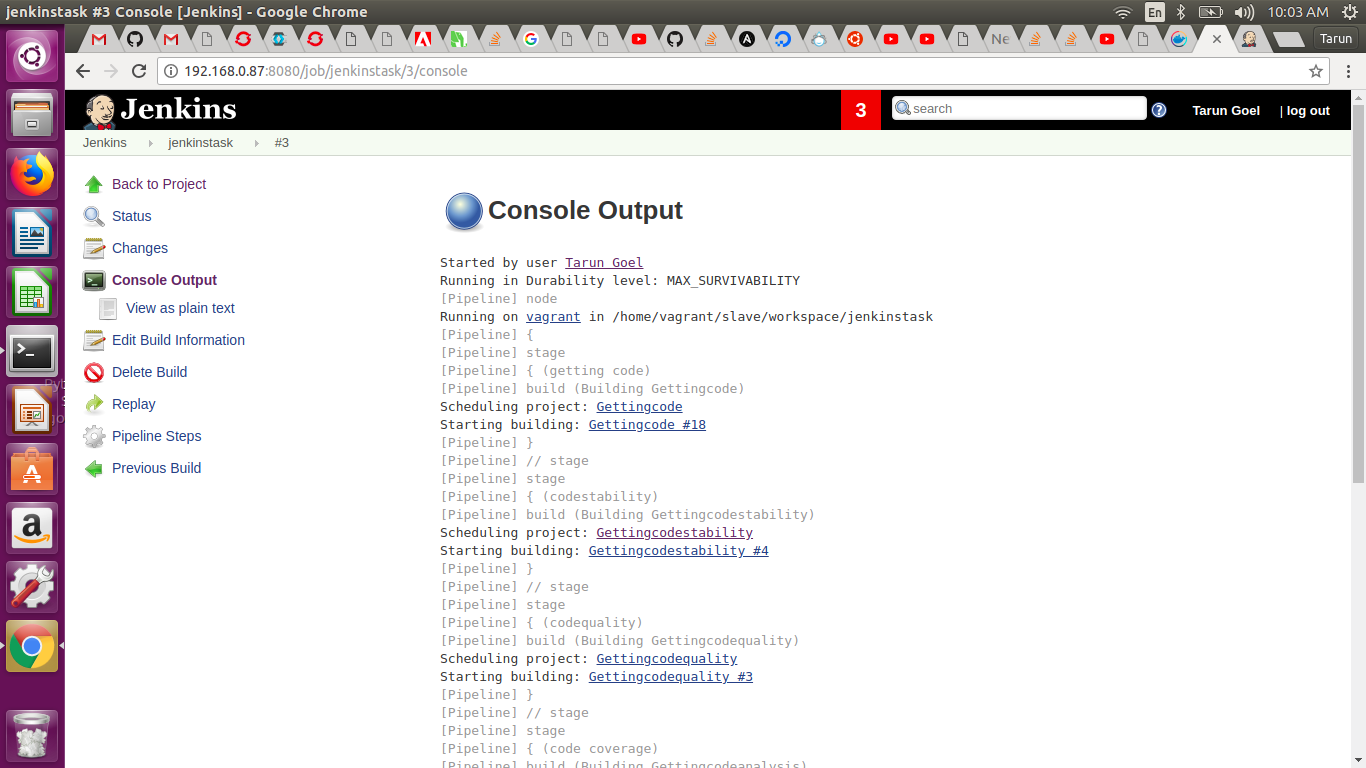 jenkinstask #3 Console [Jenkins] - Google Chrome
En
10:03 AM
Ne
Tarun
192.168.0.87:8080/job/jenkinstask/3/console
Jenkins
3
search
?
Tarun Goel
| log out
Jenkins
jenkinstask
#3
Back to Project
Status
Changes
Console Output
View as plain text
Edit Build Information
Delete Build
Replay
Pipeline Steps
Previous Build
Console Output
Started by user Tarun Goel
Running in Durability level: MAX_SURVIVABILITY
[Pipeline] node
Running on vagrant in /home/vagrant/slave/workspace/jenkinstask
[Pipeline] {
[Pipeline] stage
[Pipeline] { (getting code)
[Pipeline] build (Building Gettingcode)
Scheduling project: Gettingcode
Starting building: Gettingcode #18
[Pipeline] }
[Pipeline] // stage
[Pipeline] stage
[Pipeline] { (codestability)
[Pipeline] build (Building Gettingcodestability)
Scheduling project: Gettingcodestability
Starting building: Gettingcodestability #4
[Pipeline] }
[Pipeline] // stage
[Pipeline] stage
[Pipeline] { (codequality)
[Pipeline] build (Building Gettingcodequality)
Scheduling project: Gettingcodequality
Starting building: Gettingcodequality #3
[Pipeline] }
[Pipeline] // stage
[Pipeline] stage
[Pipeline] { (code coverage)
[Pipeline] build (Building Gettingcodeanalysis)